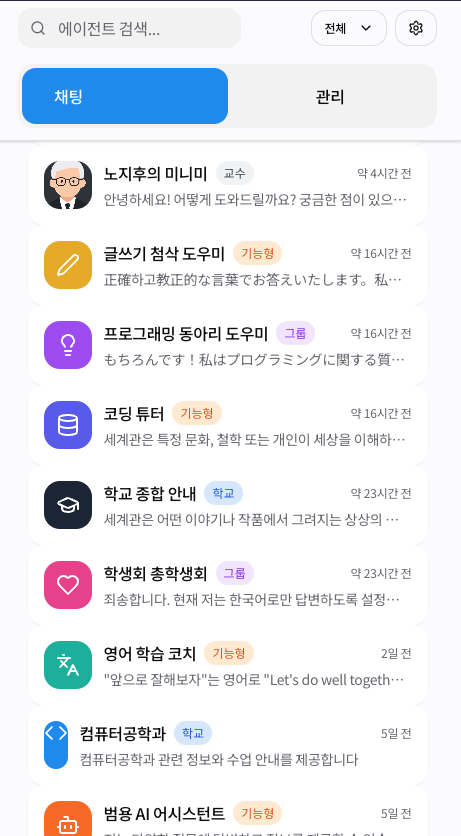 에이전트 검색...
전체
채팅
관리
노지후의 미니미 교수 약 4시간 전
안녕하세요! 어떻게 도와드릴까요? 궁금한 점이 있으…
글쓰기 첨삭 도우미 기능형 약 16시간 전
正確하고教正的な言葉でお答えいたします。私…
프로그래밍 동아리 도우미 그룹 약 16시간 전
もちろんです！私はプログラミングに関する質…
코딩 튜터 기능형 약 16시간 전
세계관은 특정 문화, 철학 또는 개인이 세상을 이해하…
학교 종합 안내 학교 약 23시간 전
세계관은 어떤 이야기나 작품에서 그려지는 상상의 …
학생회 총학생회 그룹 약 23시간 전
죄송합니다. 현재 저는 한국어로만 답변하도록 설정…
영어 학습 코치 기능형 2일 전
"앞으로 잘해보자"는 영어로 "Let's do well togeth…
컴퓨터공학과 학교 5일 전
컴퓨터공학과 관련 정보와 수업 안내를 제공합니다
범용 AI 어시스턴트 기능형 5일 전